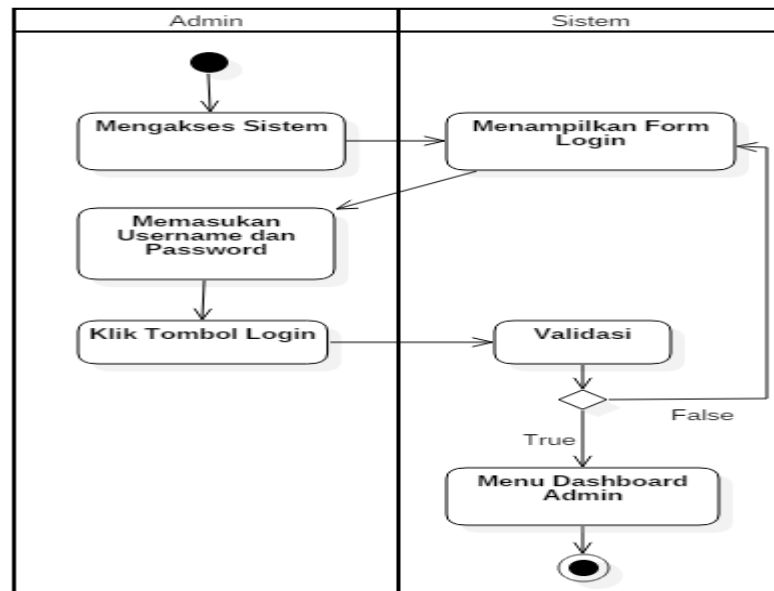 Admin
Sistem
Mengakses Sistem
Menampilkan Form
Login
Memasukan
Username dan
Password
Klik Tombol Login
Validasi
False
True
Menu Dashboard
Admin